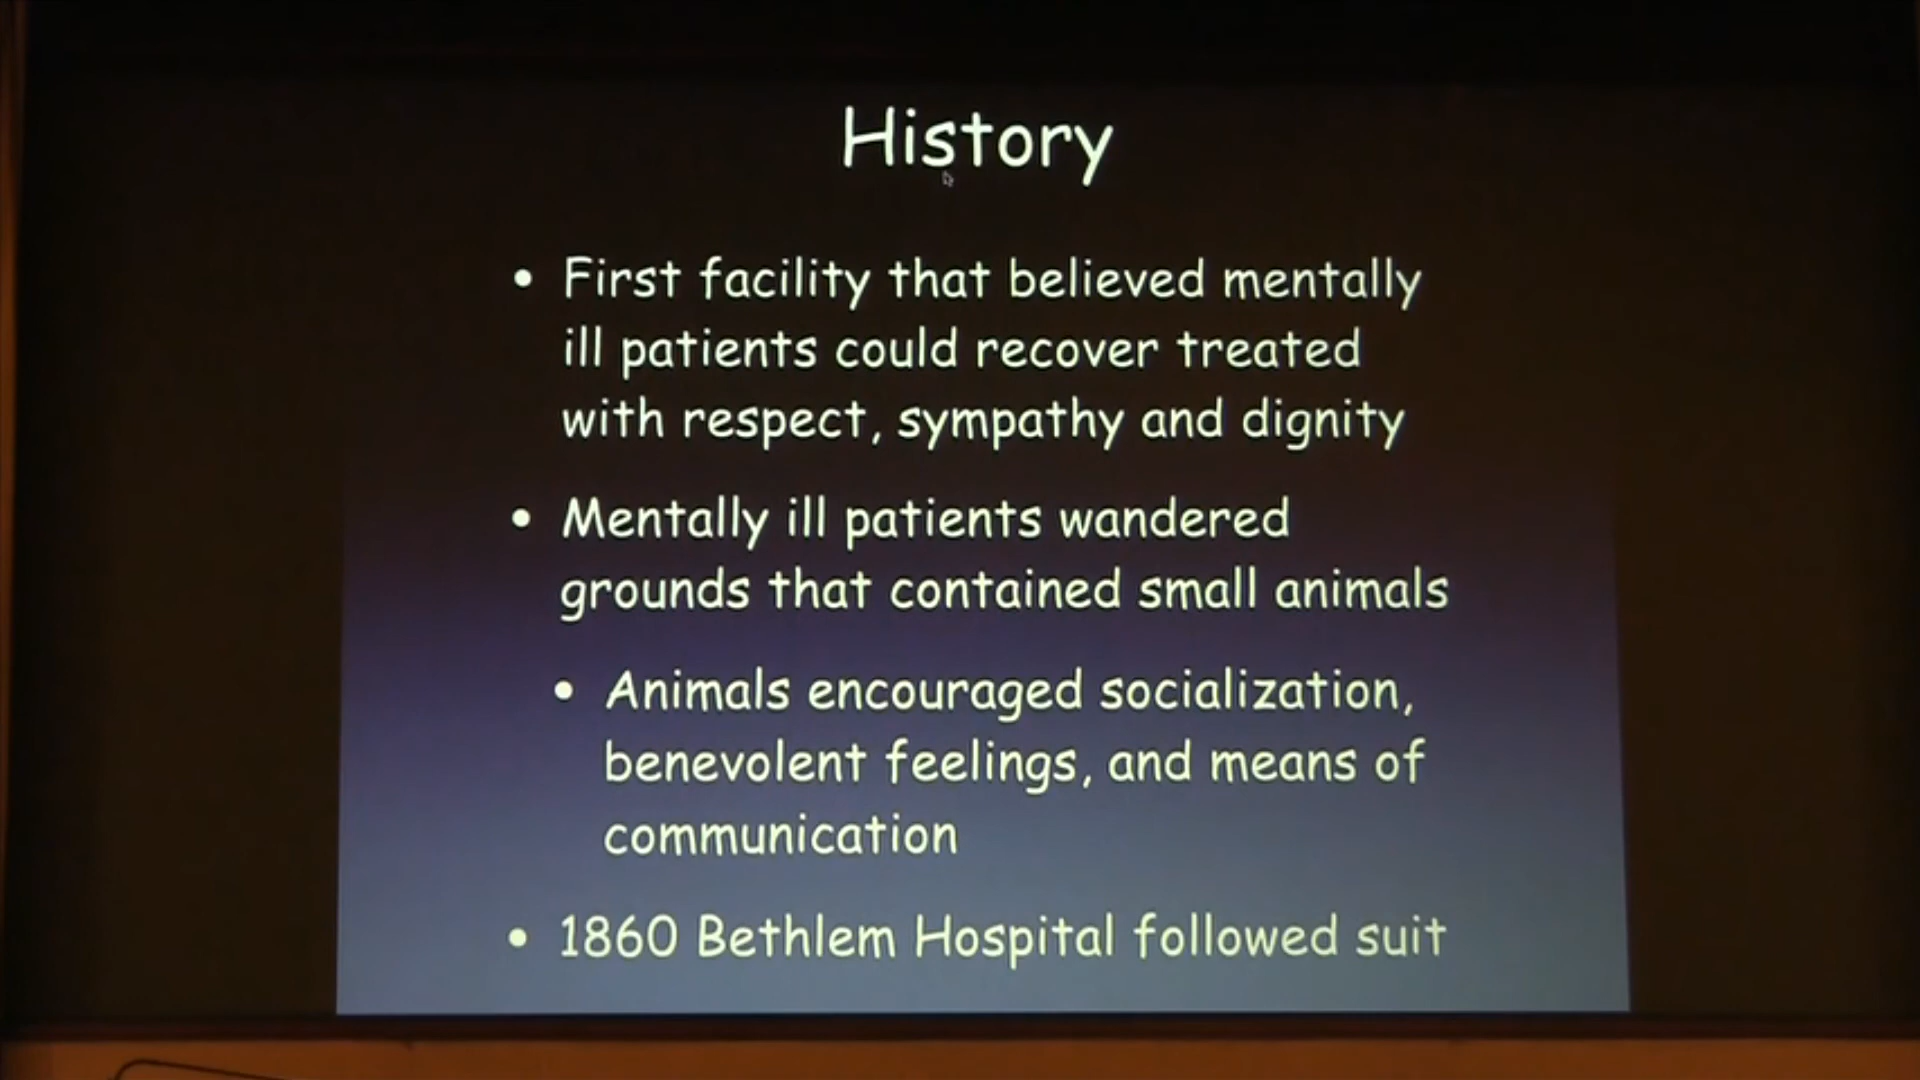 History
• First facility that believed mentally
ill patients could recover treated
with respect, sympathy and dignity
• Mentally ill patients wandered
grounds that contained small animals
• Animals encouraged socialization,
benevolent feelings, and means of
communication
• 1860 Bethlem Hospital followed suit